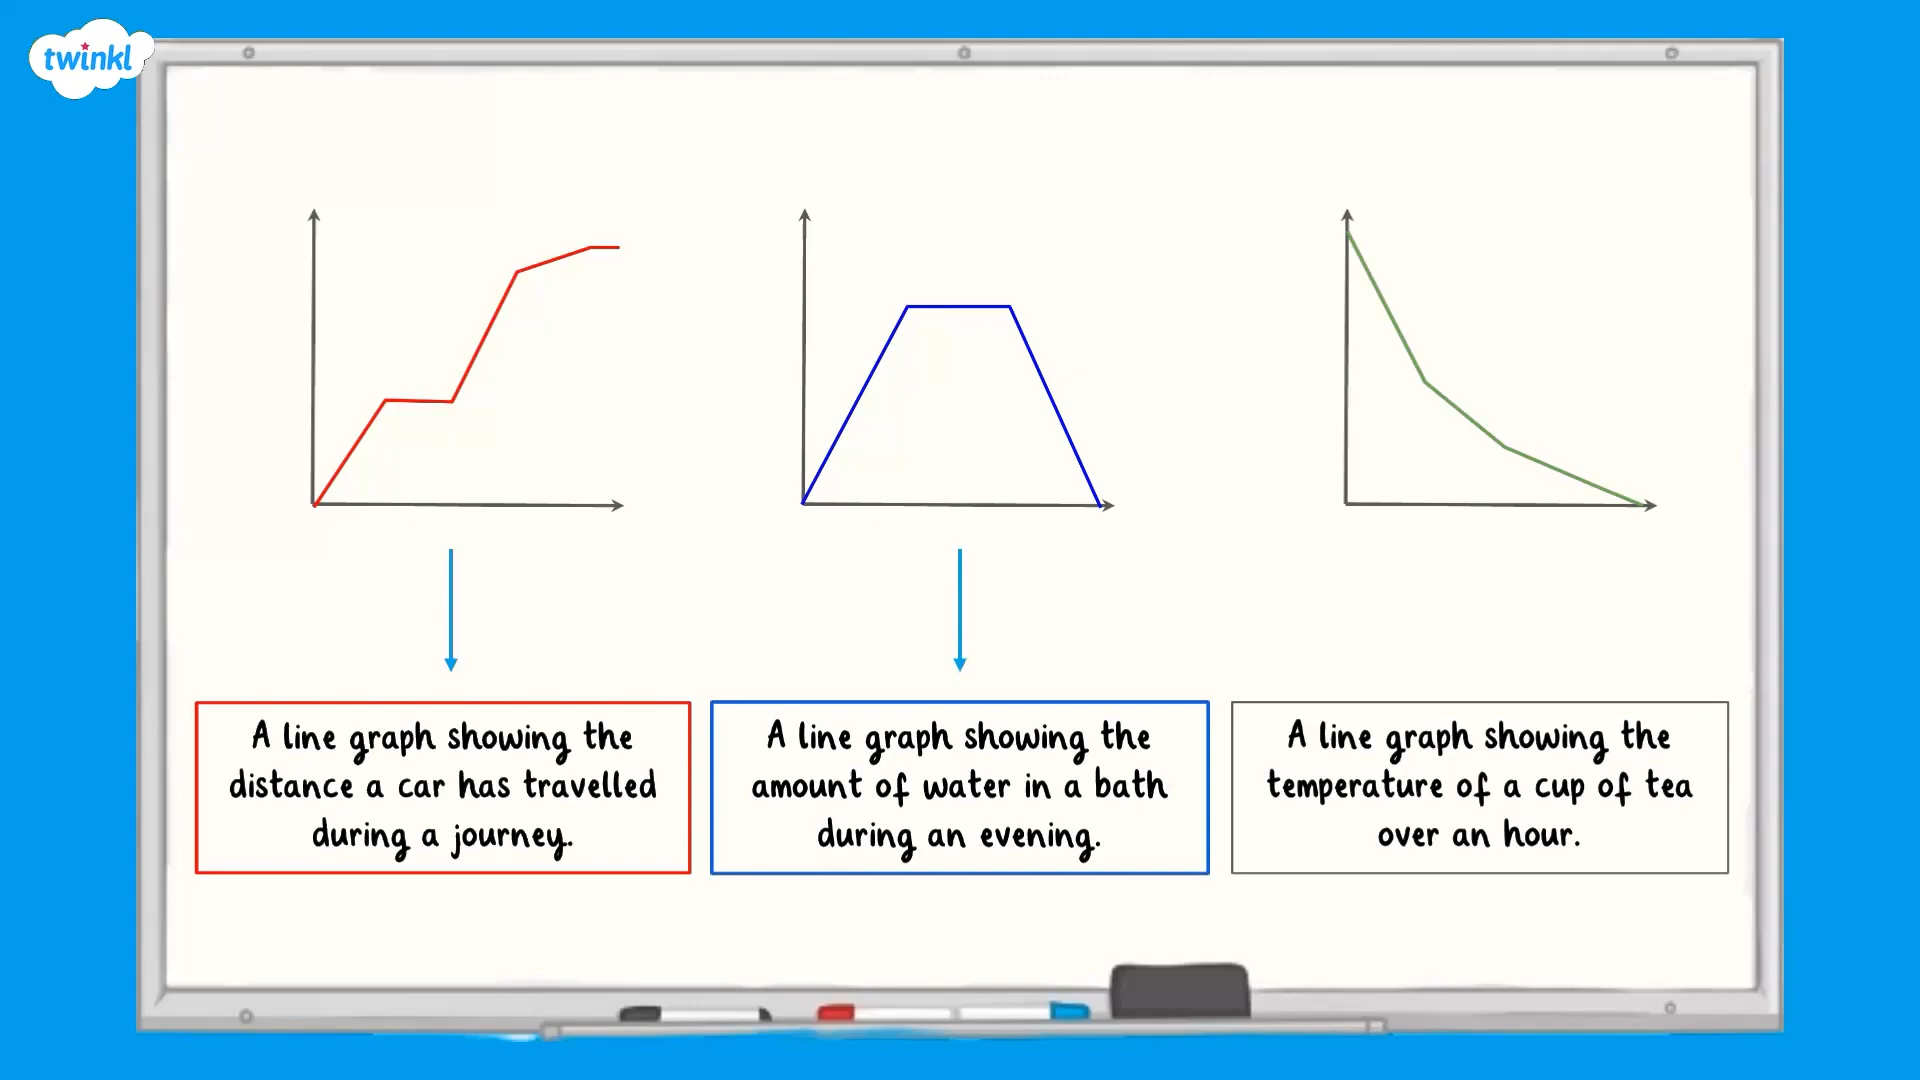 twinkl
A line graph showing the
distance a car has travelled
during a journey.
A line graph showing the
amount of water in a bath
during an evening.
A line graph showing the
temperature of a cup of tea
over an hour.